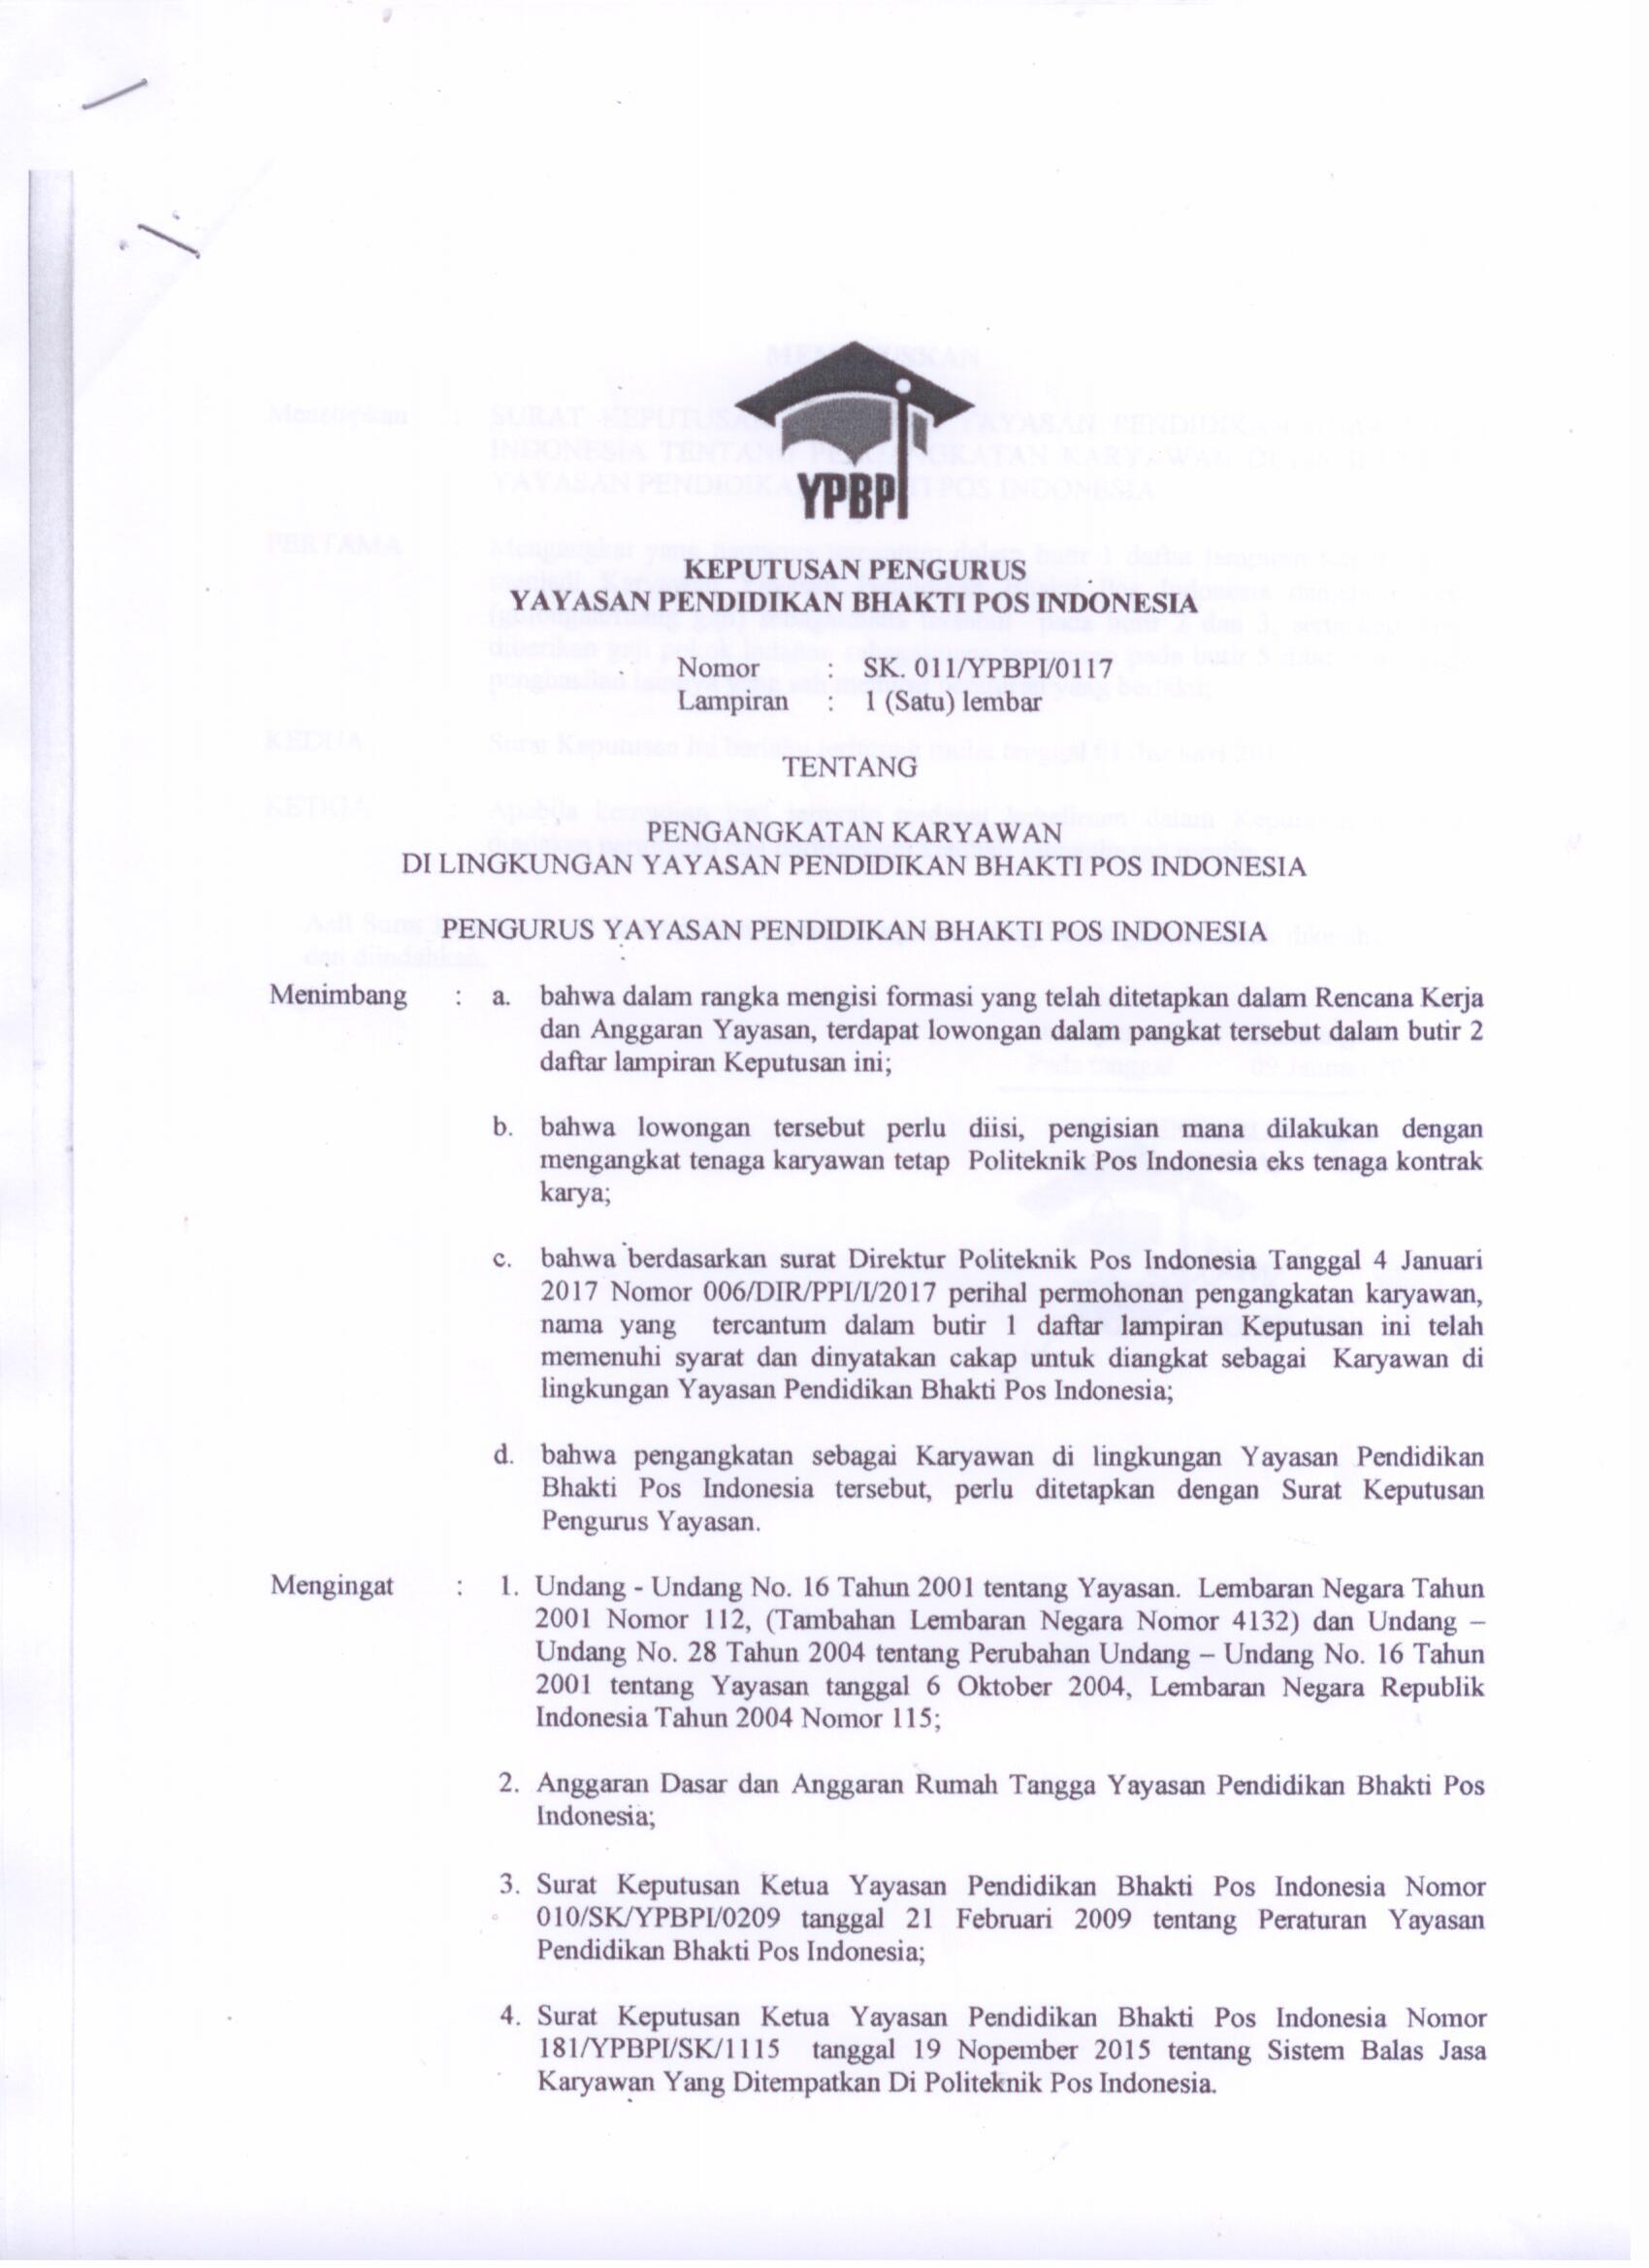 YPBPI
KEPUTUSAN PENGURUS
YAYASAN PENDIDIKAN BHAKTI POS INDONESIA
Nomor : SK. 011/YPBPI/0117
Lampiran : 1 (Satu) lembar
TENTANG
PENGANGKATAN KARYAWAN
DI LINGKUNGAN YAYASAN PENDIDIKAN BHAKTI POS INDONESIA
PENGURUS YAYASAN PENDIDIKAN BHAKTI POS INDONESIA
Menimbang : a. bahwa dalam rangka mengisi formasi yang telah ditetapkan dalam Rencana Kerja
dan Anggaran Yayasan, terdapat lowongan dalam pangkat tersebut dalam butir 2
daftar lampiran Keputusan ini;
b. bahwa lowongan tersebut perlu diisi, pengisian mana dilakukan dengan
mengangkat tenaga karyawan tetap Politeknik Pos Indonesia eks tenaga kontrak
karya;
c. bahwa berdasarkan surat Direktur Politeknik Pos Indonesia Tanggal 4 Januari
2017 Nomor 006/DIR/PPI/I/2017 perihal permohonan pengangkatan karyawan,
nama yang tercantum dalam butir 1 daftar lampiran Keputusan ini telah
memenuhi syarat dan dinyatakan cakap untuk diangkat sebagai Karyawan di
lingkungan Yayasan Pendidikan Bhakti Pos Indonesia;
d. bahwa pengangkatan sebagai Karyawan di lingkungan Yayasan Pendidikan
Bhakti Pos Indonesia tersebut, perlu ditetapkan dengan Surat Keputusan
Pengurus Yayasan.
Mengingat : 1. Undang - Undang No. 16 Tahun 2001 tentang Yayasan. Lembaran Negara Tahun
2001 Nomor 112, (Tambahan Lembaran Negara Nomor 4132) dan Undang –
Undang No. 28 Tahun 2004 tentang Perubahan Undang – Undang No. 16 Tahun
2001 tentang Yayasan tanggal 6 Oktober 2004, Lembaran Negara Republik
Indonesia Tahun 2004 Nomor 115;
2. Anggaran Dasar dan Anggaran Rumah Tangga Yayasan Pendidikan Bhakti Pos
Indonesia;
3. Surat Keputusan Ketua Yayasan Pendidikan Bhakti Pos Indonesia Nomor
010/SK/YPBPI/0209 tanggal 21 Februari 2009 tentang Peraturan Yayasan
Pendidikan Bhakti Pos Indonesia;
4. Surat Keputusan Ketua Yayasan Pendidikan Bhakti Pos Indonesia Nomor
181/YPBPI/SK/1115 tanggal 19 Nopember 2015 tentang Sistem Balas Jasa
Karyawan Yang Ditempatkan Di Politeknik Pos Indonesia.